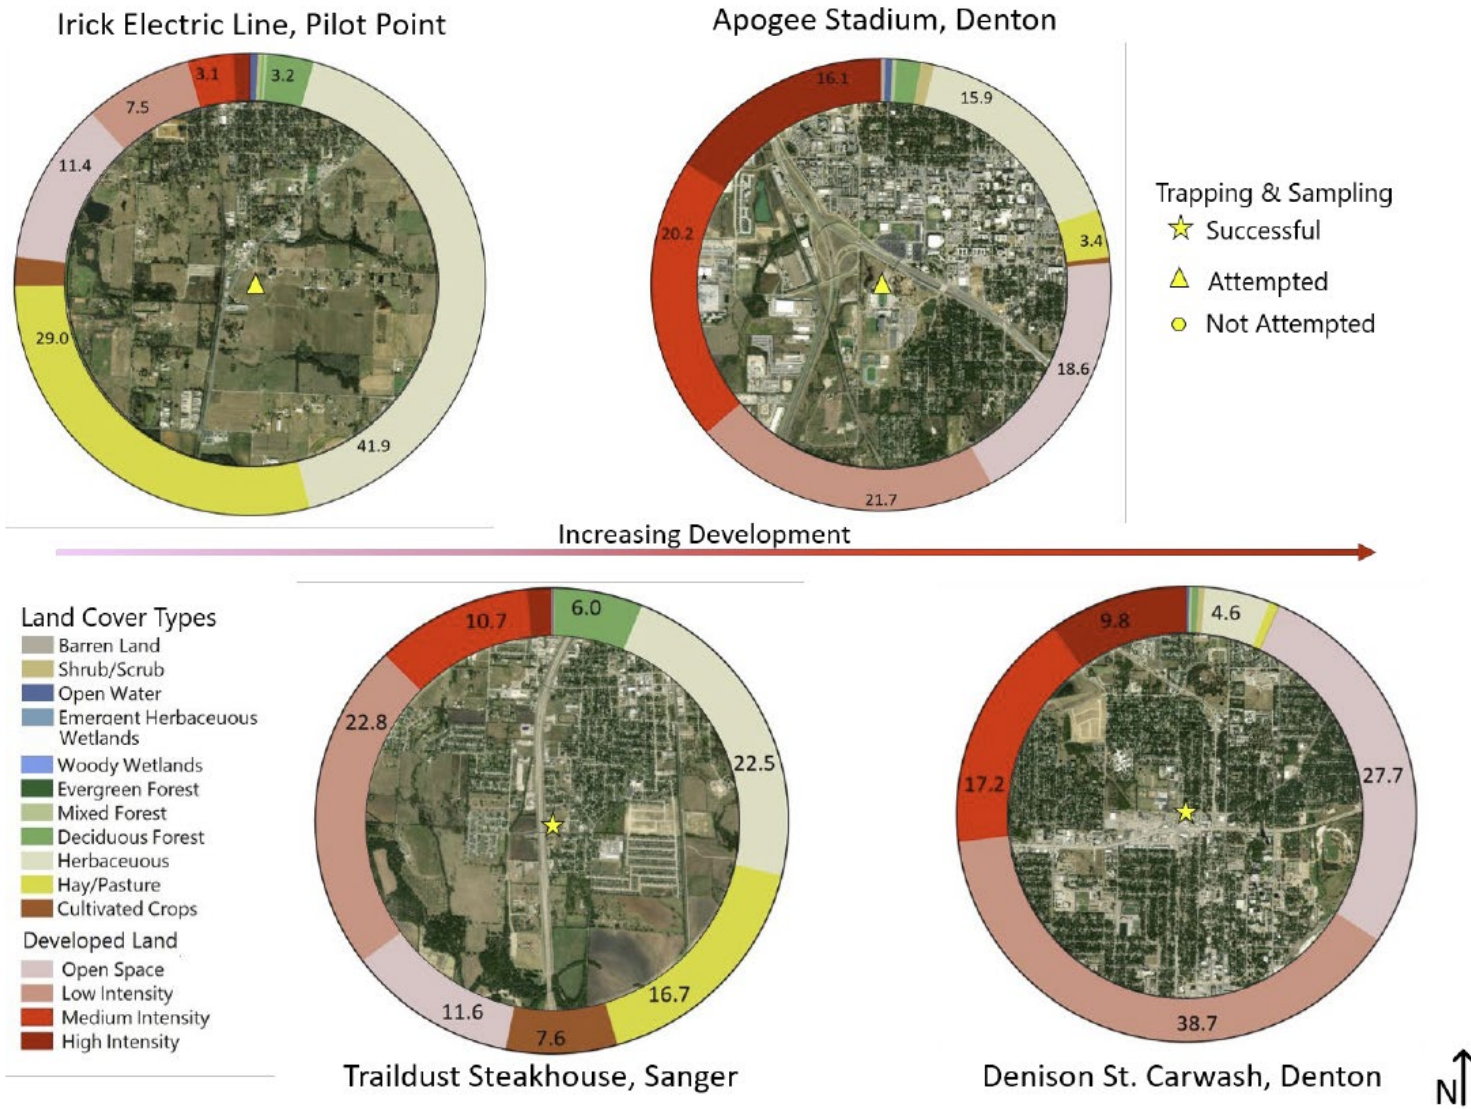 Irick Electric Line, Pilot Point
Apogee Stadium, Denton
3.1
3.2
7.5
11.4
29.0
41.9
16.1
15.9
3.4
20.2
18.6
21.7
Trapping & Sampling
Successful
Attempted
Not Attempted
Increasing Development
Land Cover Types
Barren Land
Shrub/Scrub
Open Water
Emergent Herbaceuous
Wetlands
Woody Wetlands
Evergreen Forest
Mixed Forest
Deciduous Forest
Herbaceuous
Hay/Pasture
Cultivated Crops
Developed Land
Open Space
Low Intensity
Medium Intensity
High Intensity
10.7
6.0
22.8
22.5
16.7
11.6
7.6
9.8
4.6
17.2
27.7
38.7
Traildust Steakhouse, Sanger
Denison St. Carwash, Denton
N